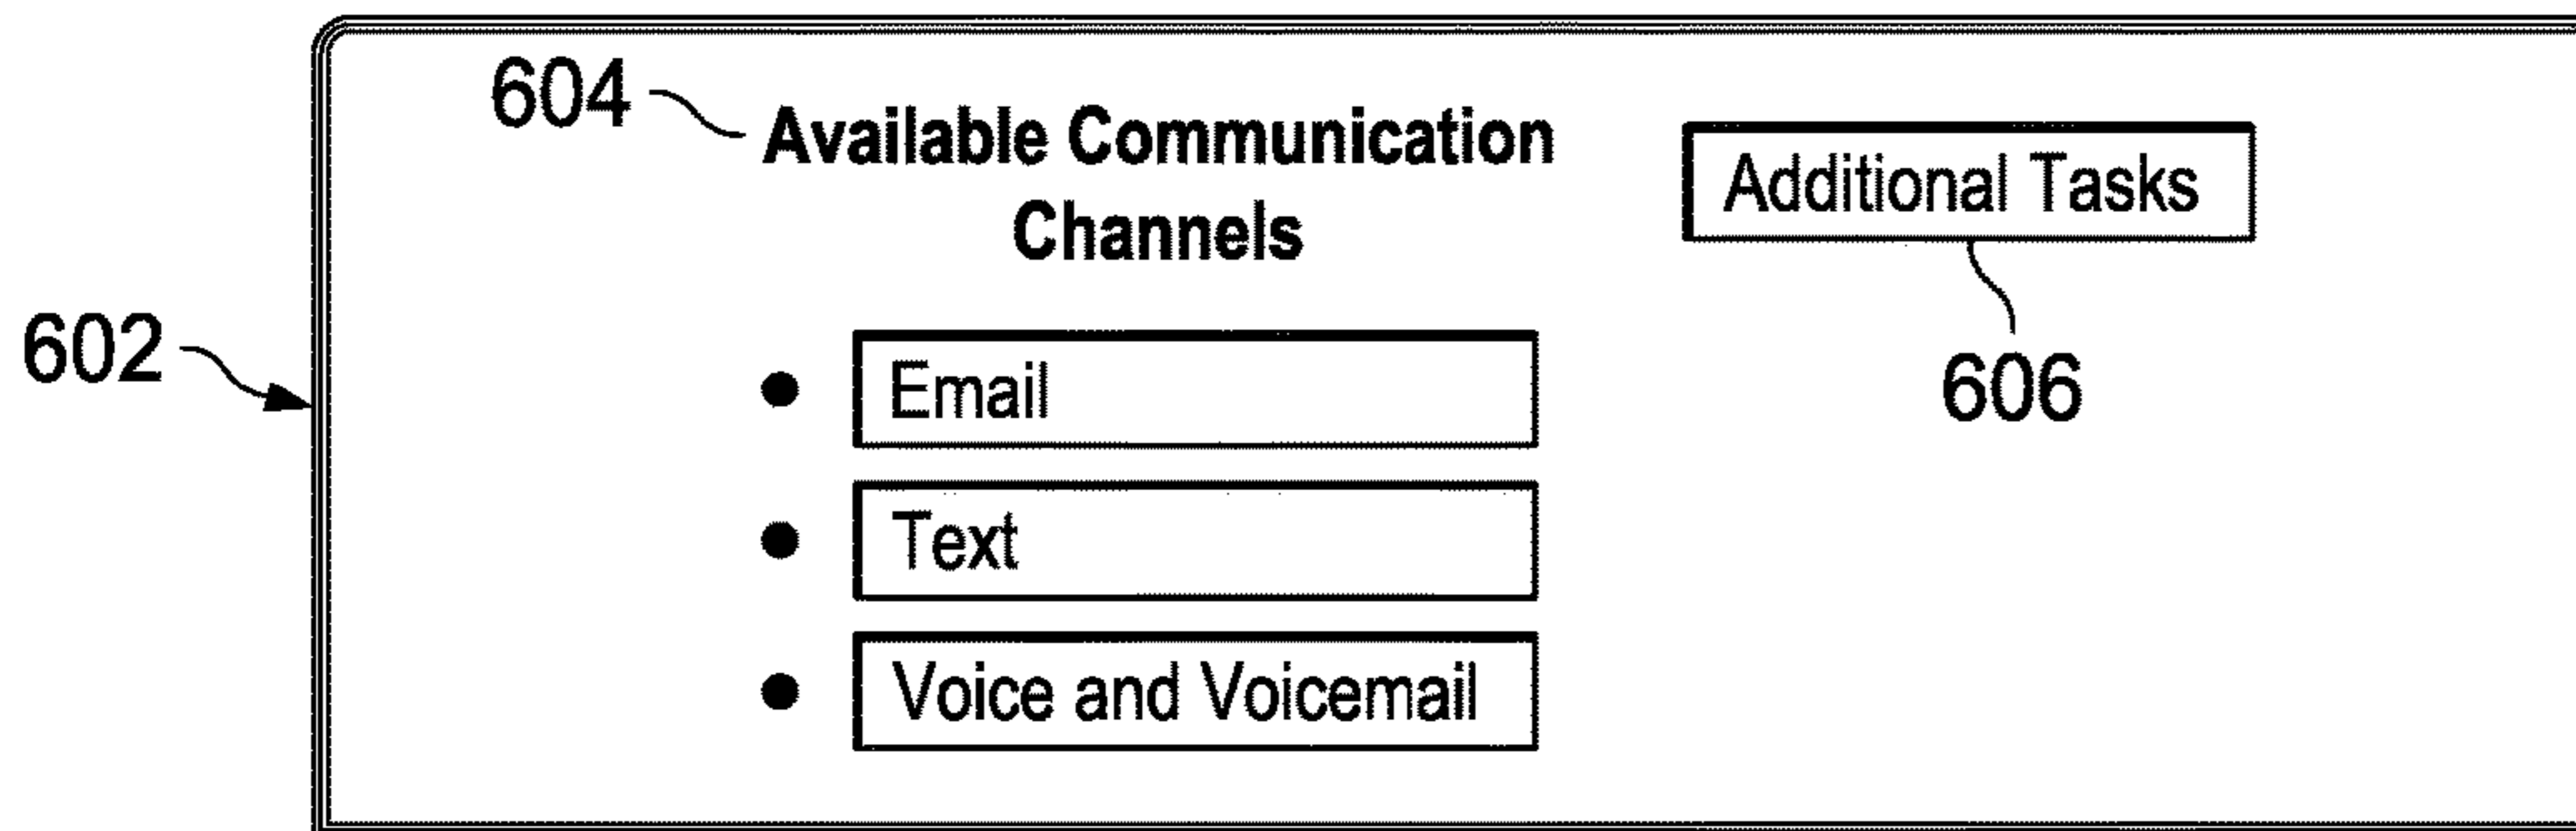 604
Available Communication
Channels
Additional Tasks
602
606
Email
Text
Voice and Voicemail